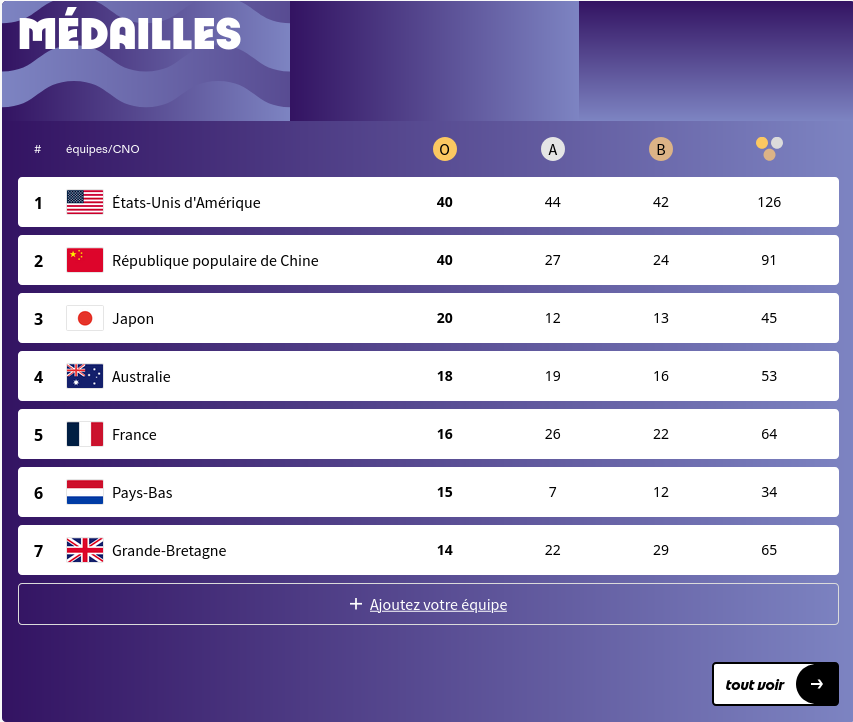 MÉDAILLES
# équipes/CNO O A B
1 États-Unis d'Amérique 40 44 42 126
2 République populaire de Chine 40 27 24 91
3 Japon 20 12 13 45
4 Australie 18 19 16 53
5 France 16 26 22 64
6 Pays-Bas 15 7 12 34
7 Grande-Bretagne 14 22 29 65
+ Ajoutez votre équipe
tout voir →